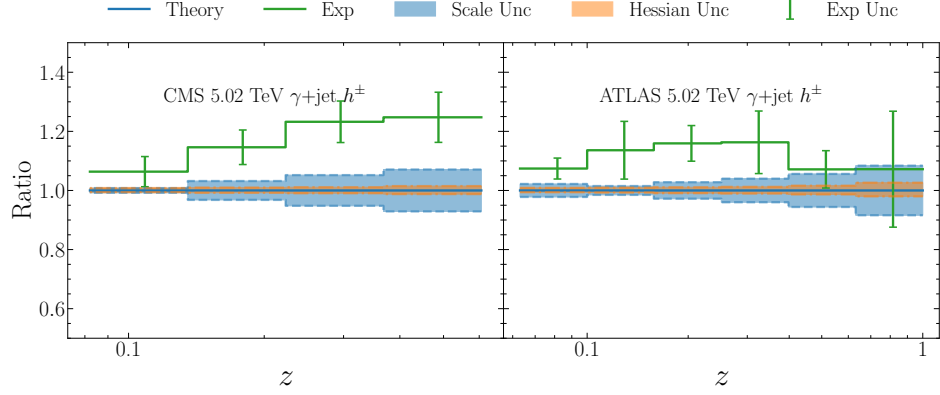 Theory Exp Scale Unc Hessian Unc Exp Unc
CMS 5.02 TeV γ+jet h±
ATLAS 5.02 TeV γ+jet h±
Ratio
1.4
1.2
1.0
0.8
0.6
0.1 0.1 1
z z